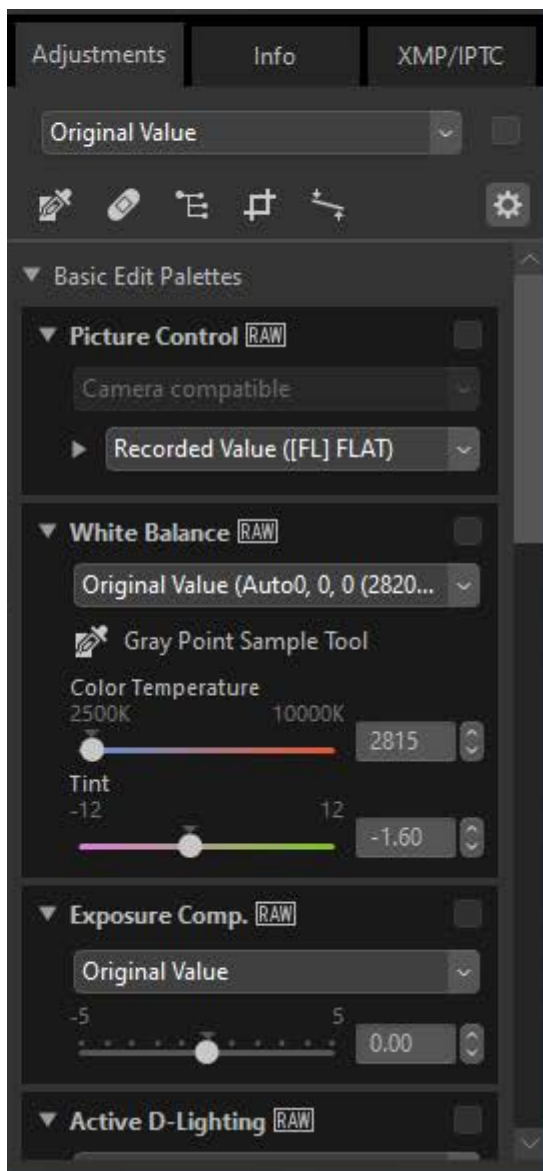 Adjustments Info XMP/IPTC
Original Value
Basic Edit Palettes
Picture Control RAW
Camera compatible
Recorded Value ([FL] FLAT)
White Balance RAW
Original Value (Auto0, 0, 0 (2820...
Gray Point Sample Tool
Color Temperature
2500K 10000K
2815
Tint
-12 12
-1.60
Exposure Comp. RAW
Original Value
-5 5
0.00
Active D-Lighting RAW